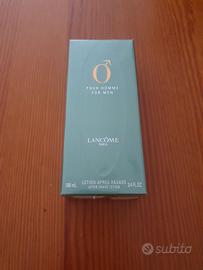 Ô
POUR HOMME
FOR MEN
LANCÔME
PARIS
LOTION APRÈS RASAGE
AFTER SHAVE LOTION
100 ML
3.4 FL.OZ
subito